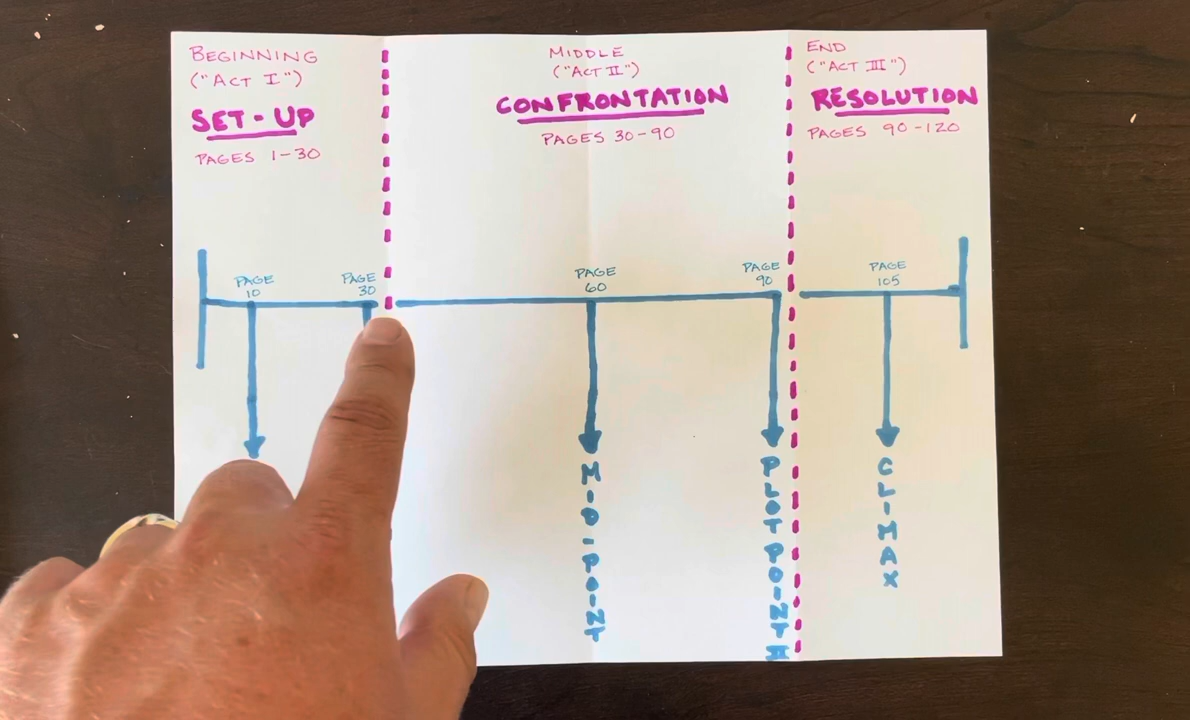 BEGINNING
("ACT I")
SET-UP
PAGES 1-30
MIDDLE
("ACT II")
CONFRONTATION
PAGES 30-90
END
("ACT III")
RESOLUTION
PAGES 90-120
PAGE
10
PAGE
30
PAGE
60
PAGE
90
PAGE
105
MID-POINT
PLOT POINT II
CLIMAX